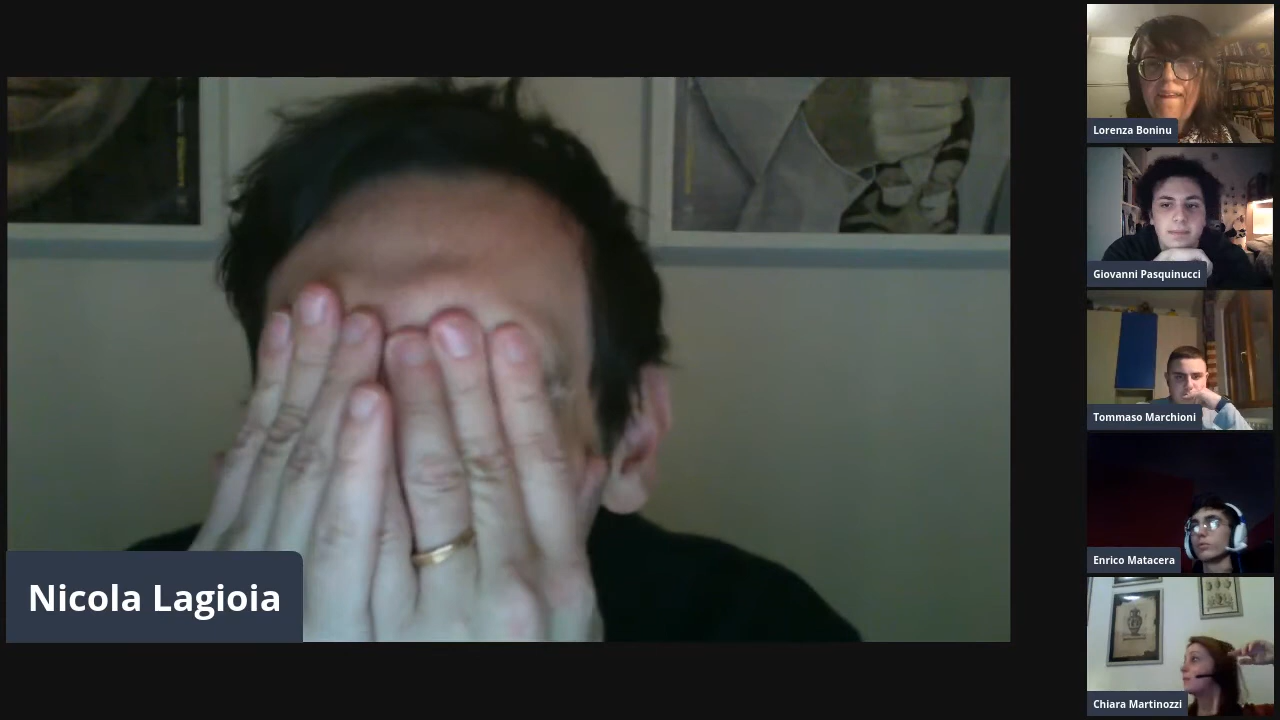 Nicola Lagioia
Lorenza Boninu
Giovanni Pasquinucci
Tommaso Marchioni
Enrico Matacera
Chiara Martinozzi